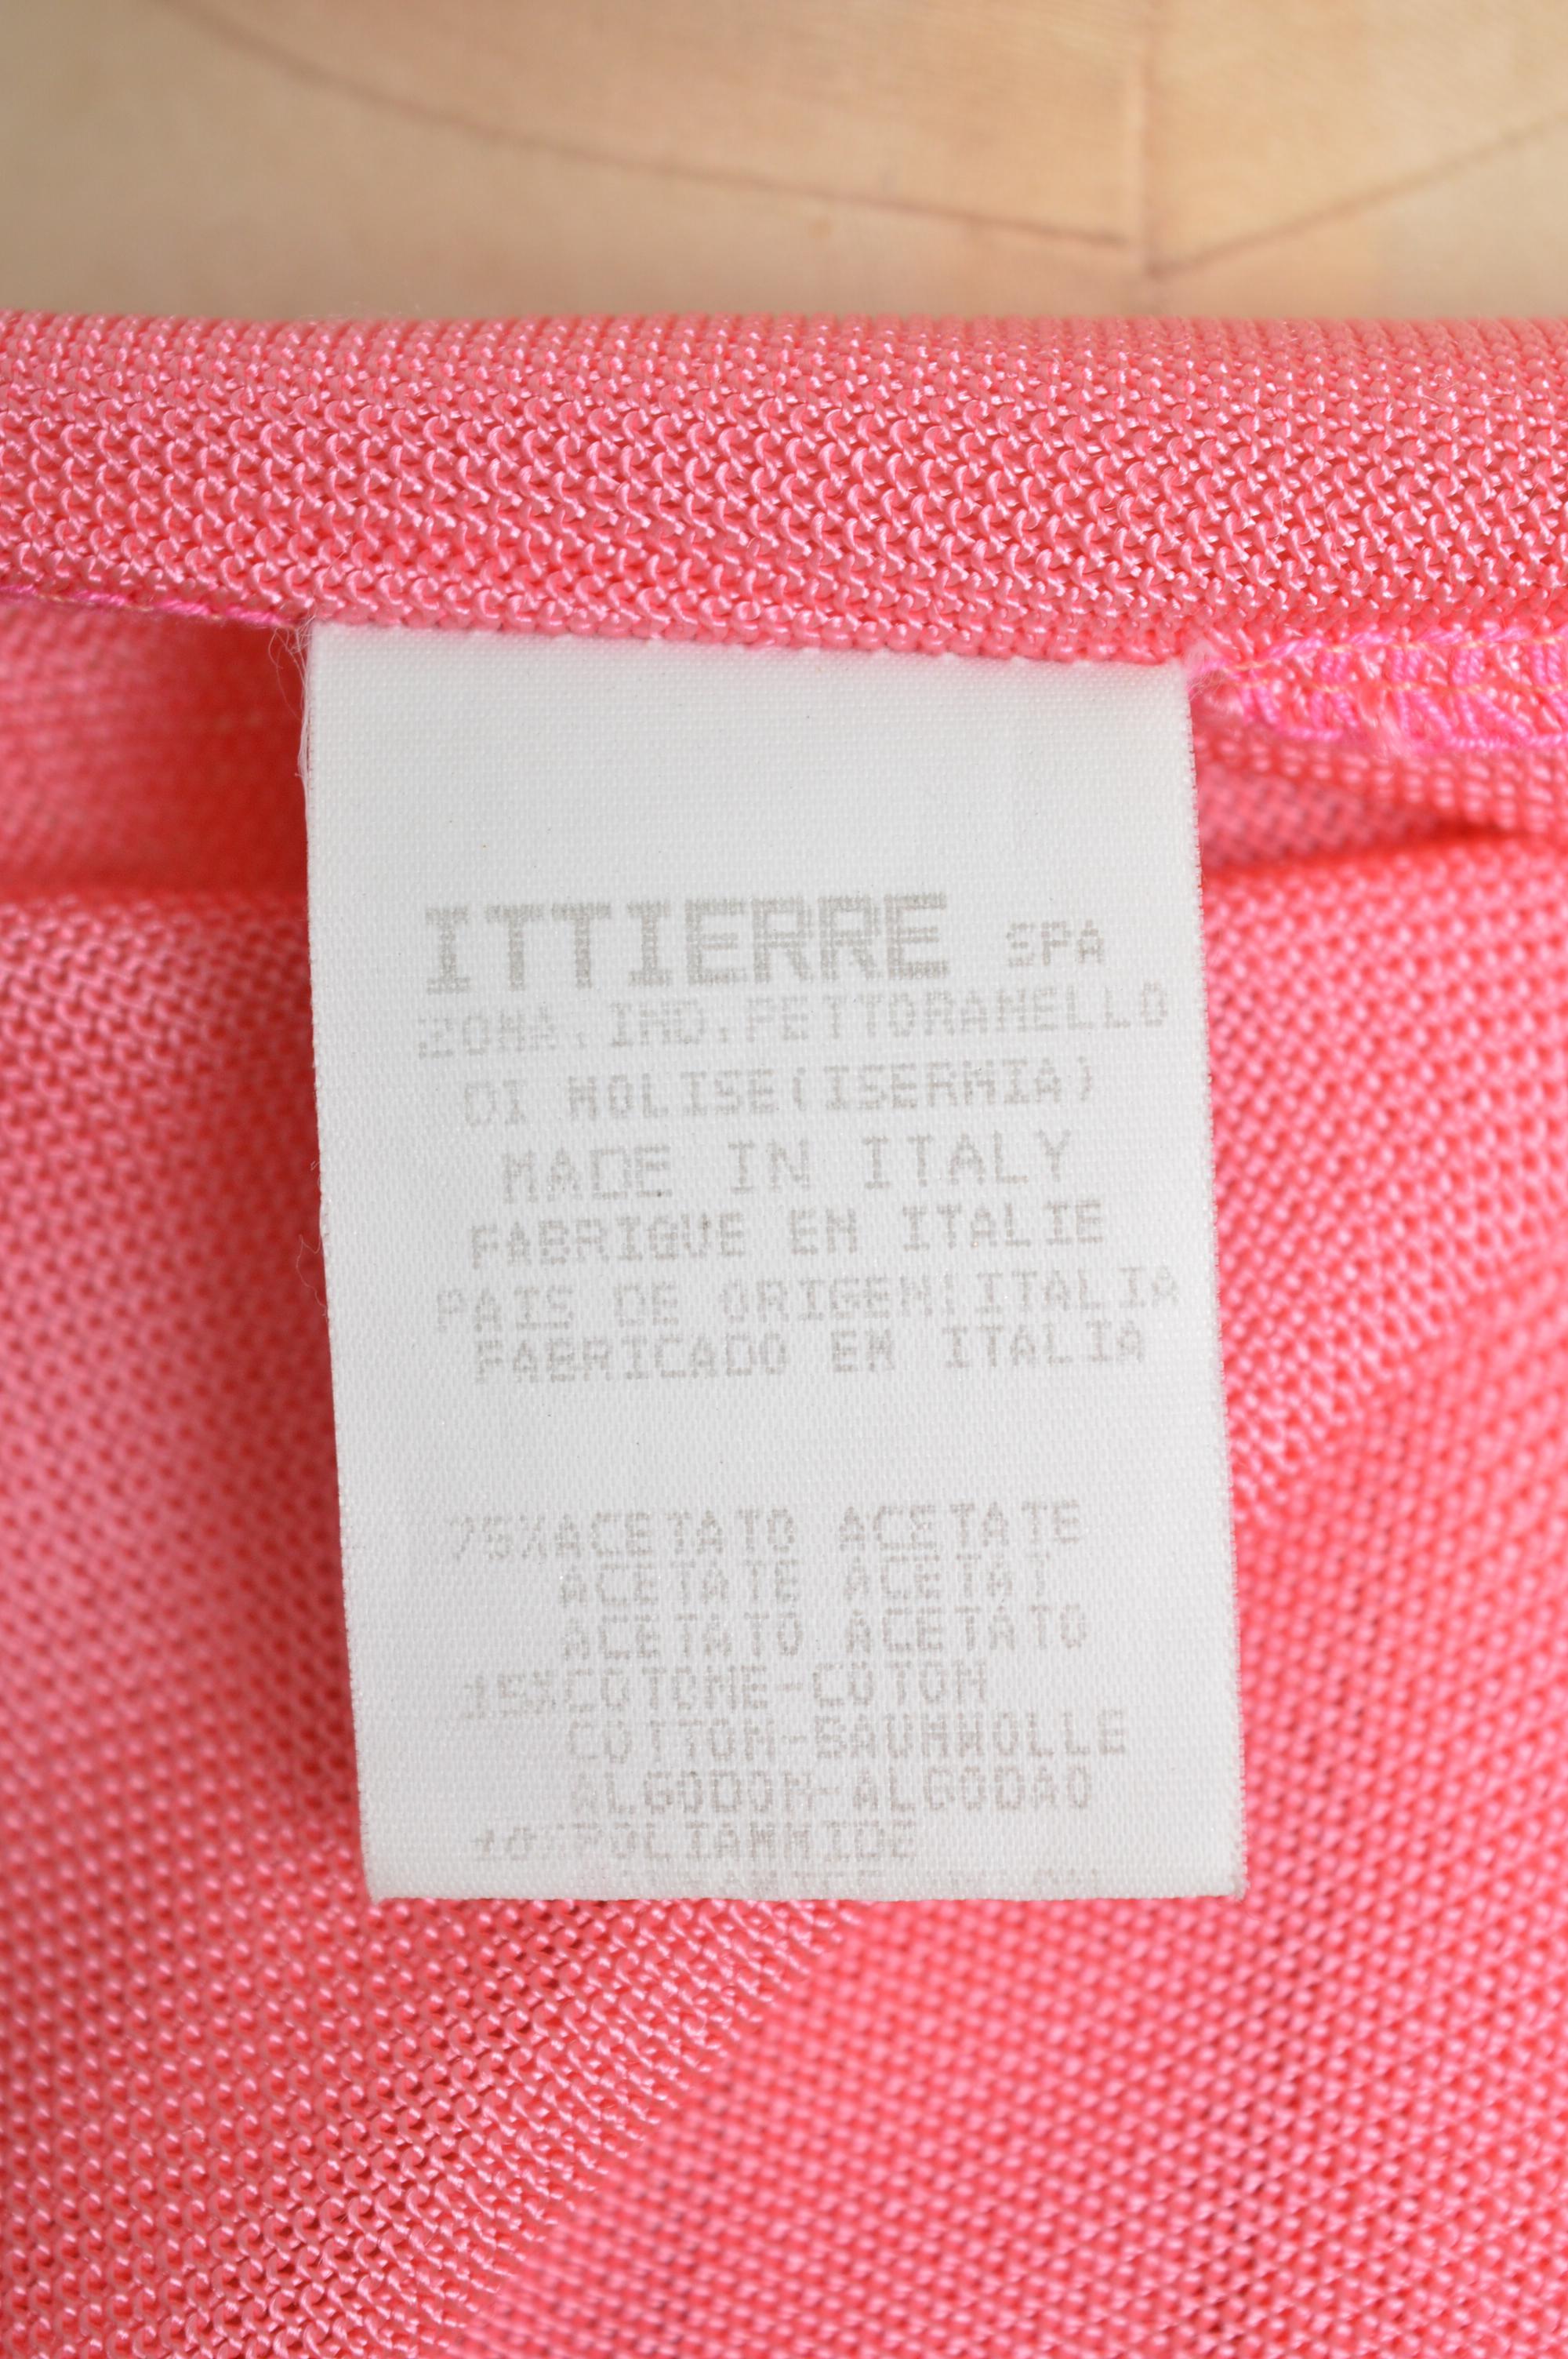 ITTIERRE SPA
ZONA.IND.PETTORANELLO
DI MOLISE(ISERNIA)
MADE IN ITALY
FABRIQUE EN ITALIE
PAIS DE ORIGEN:ITALIA
FABRICADO EM ITALIA
75%ACETATO ACETATE
ACETATE ACETAT
ACETATO ACETATO
15%COTONE-COTON
COTTON-BAUMWOLLE
ALGODON-ALGODAO
10%POLIAMMIDE